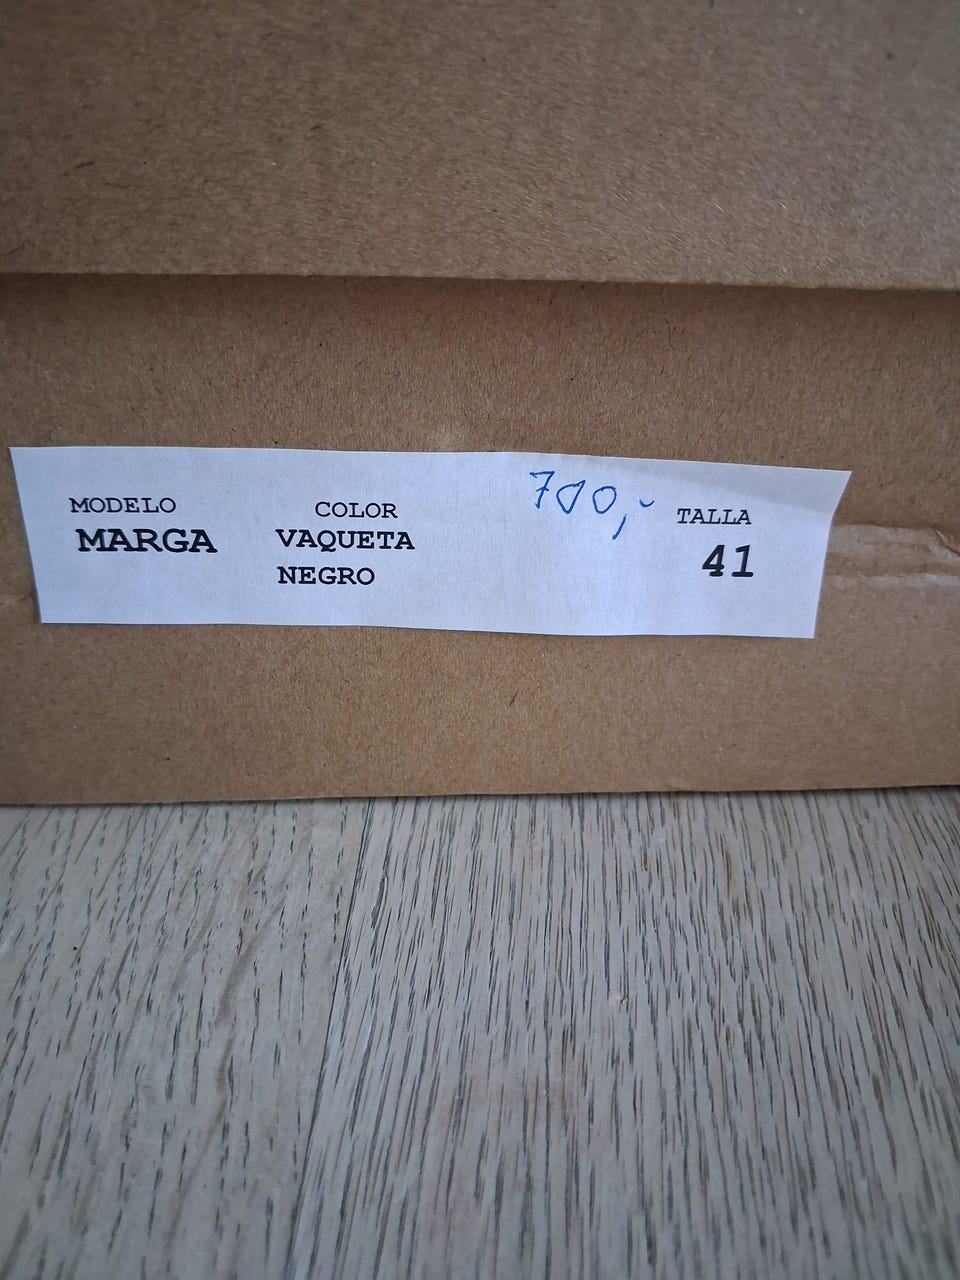 MODELO
MARGA
COLOR
VAQUETA
NEGRO
700,-
TALLA
41